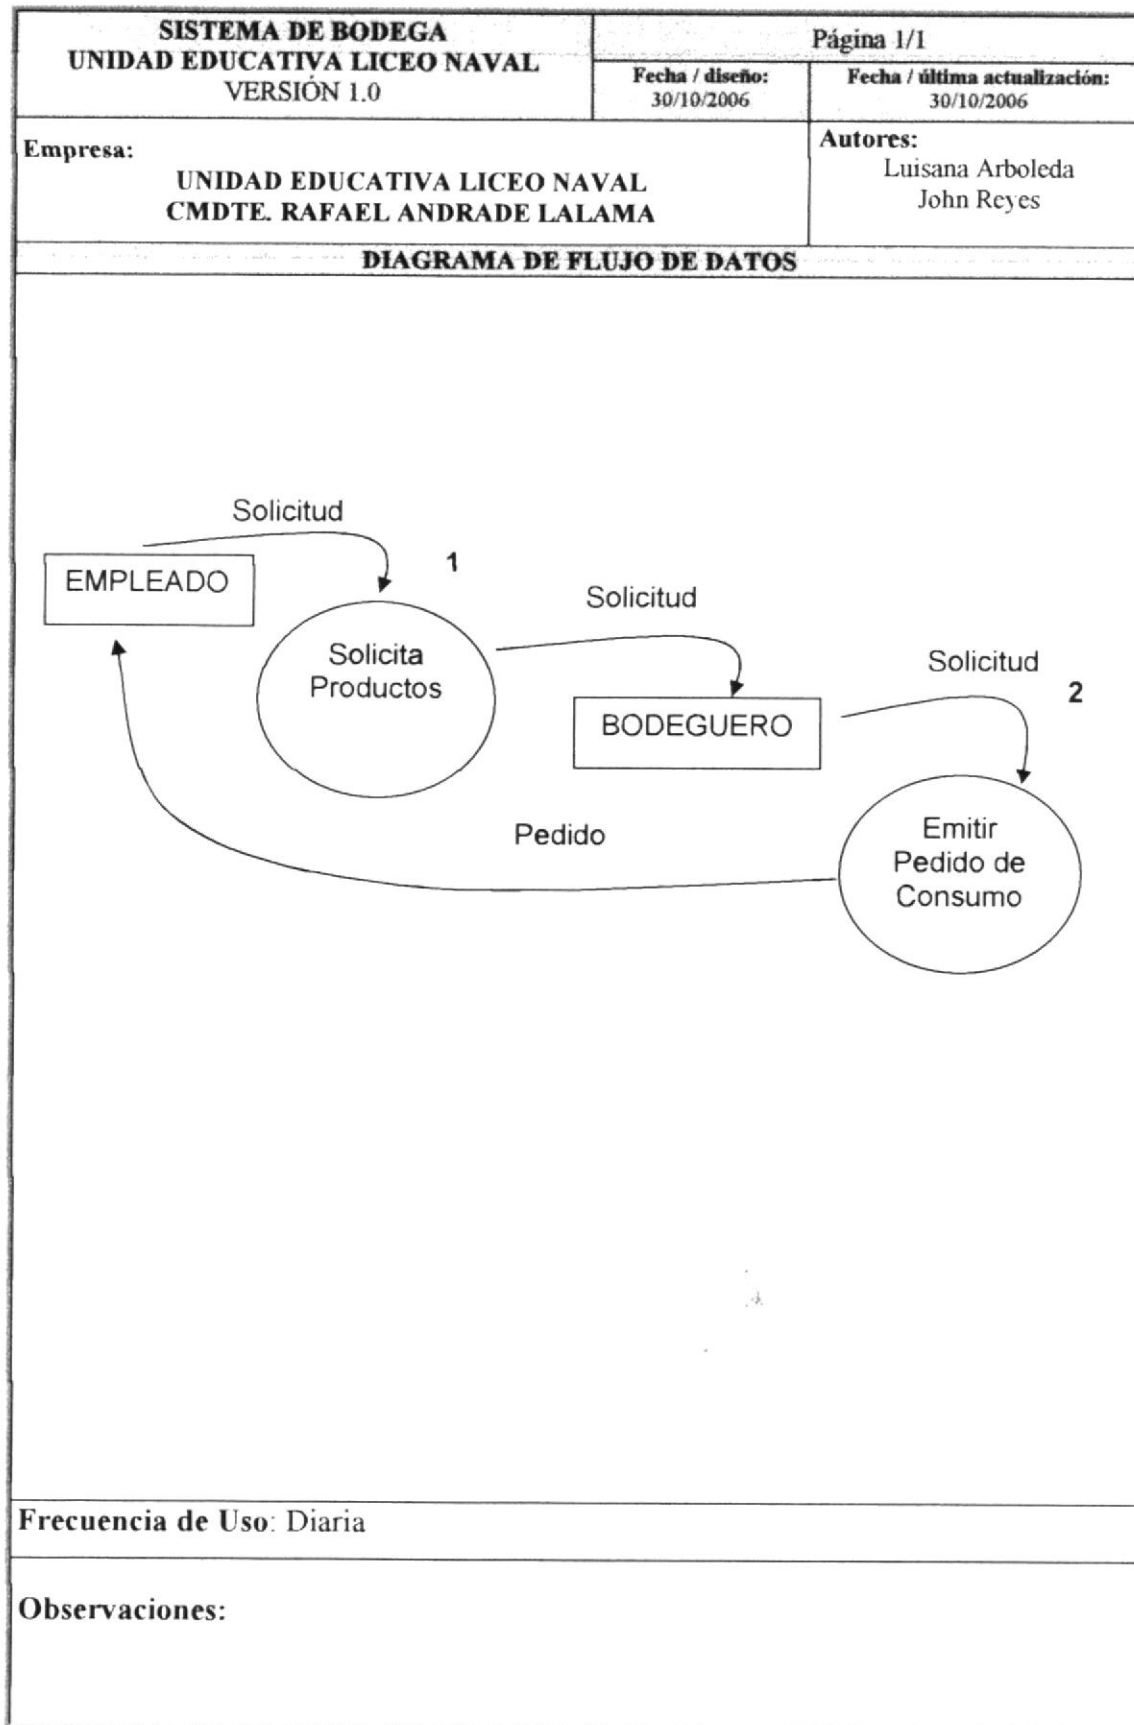 SISTEMA DE BODEGA
UNIDAD EDUCATIVA LICEO NAVAL
VERSIÓN 1.0
Página 1/1
Fecha / diseño:
30/10/2006
Fecha / última actualización:
30/10/2006
Empresa:
UNIDAD EDUCATIVA LICEO NAVAL
CMDTE. RAFAEL ANDRADE LALAMA
Autores:
Luisana Arboleda
John Reyes
DIAGRAMA DE FLUJO DE DATOS
Solicitud
EMPLEADO
1
Solicita
Productos
Solicitud
BODEGUERO
Solicitud
2
Emitir
Pedido de
Consumo
Pedido
Frecuencia de Uso: Diaria
Observaciones: